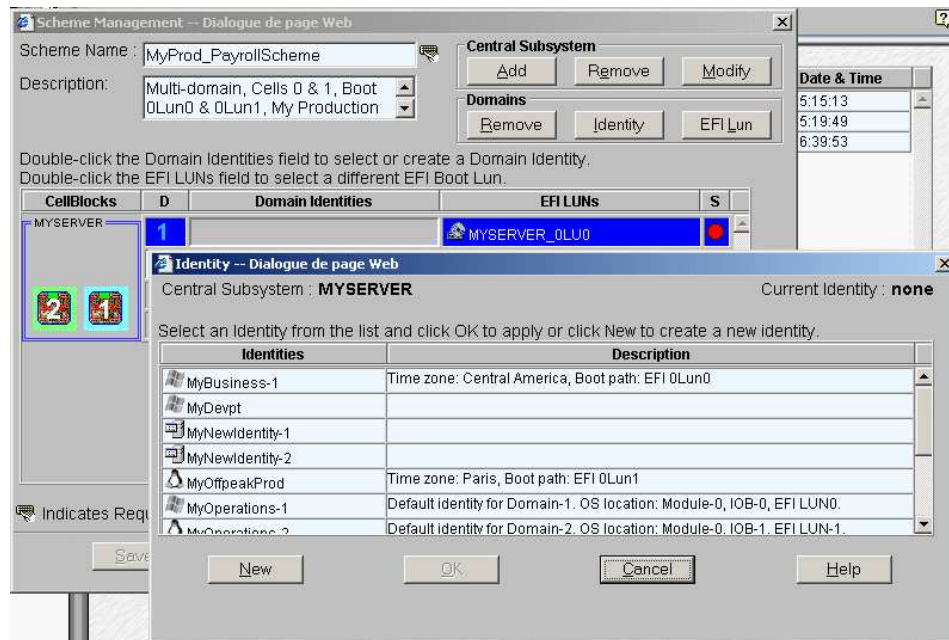 Scheme Management -- Dialogue de page Web
Scheme Name : MyProd_PayrollScheme
Description: Multi-domain, Cells 0 & 1, Boot
0Lun0 & 0Lun1, My Production
Central Subsystem
Add Remove Modify
Domains
Remove Identity EFI Lun
Date & Time
5:15:13
5:19:49
6:39:53
Double-click the Domain Identities field to select or create a Domain Identity.
Double-click the EFI LUNs field to select a different EFI Boot Lun.
CellBlocks D Domain Identities EFI LUNs S
MYSERVER 1 MYSERVER_0LU0
2 1
Identity -- Dialogue de page Web
Central Subsystem : MYSERVER Current Identity : none
Select an Identity from the list and click OK to apply or click New to create a new identity.
Identities Description
MyBusiness-1 Time zone: Central America, Boot path: EFI 0Lun0
MyDevpt
MyNewIdentity-1
MyNewIdentity-2
MyOffpeakProd Time zone: Paris, Boot path: EFI 0Lun1
MyOperations-1 Default identity for Domain-1. OS location: Module-0, IOB-0, EFI LUN0.
MyOperations-2 Default identity for Domain-2. OS location: Module-0, IOB-1, EFI LUN-1.
Indicates Requ
Save
New OK Cancel Help